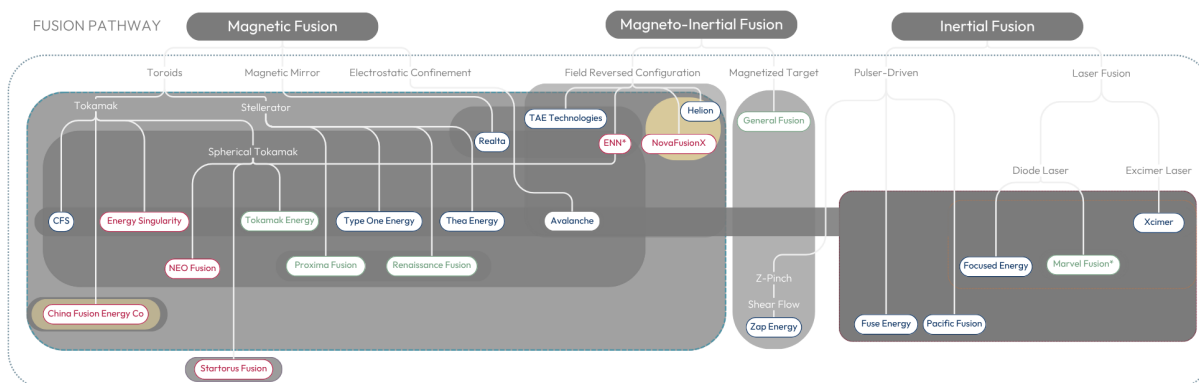 FUSION PATHWAY
Magnetic Fusion
Magneto-Inertial Fusion
Inertial Fusion
Toroids
Magnetic Mirror
Electrostatic Confinement
Field Reversed Configuration
Magnetized Target
Pulser-Driven
Laser Fusion
Tokamak
Stellerator
Spherical Tokamak
TAE Technologies
Helion
Realta
ENN*
NovaFusionX
General Fusion
Diode Laser
Excimer Laser
CFS
Energy Singularity
Tokamak Energy
Type One Energy
Thea Energy
Avalanche
Xcimer
NEO Fusion
Proxima Fusion
Renaissance Fusion
Z-Pinch
Focused Energy
Marvel Fusion*
Shear Flow
China Fusion Energy Co
Zap Energy
Fuse Energy
Pacific Fusion
Startorus Fusion